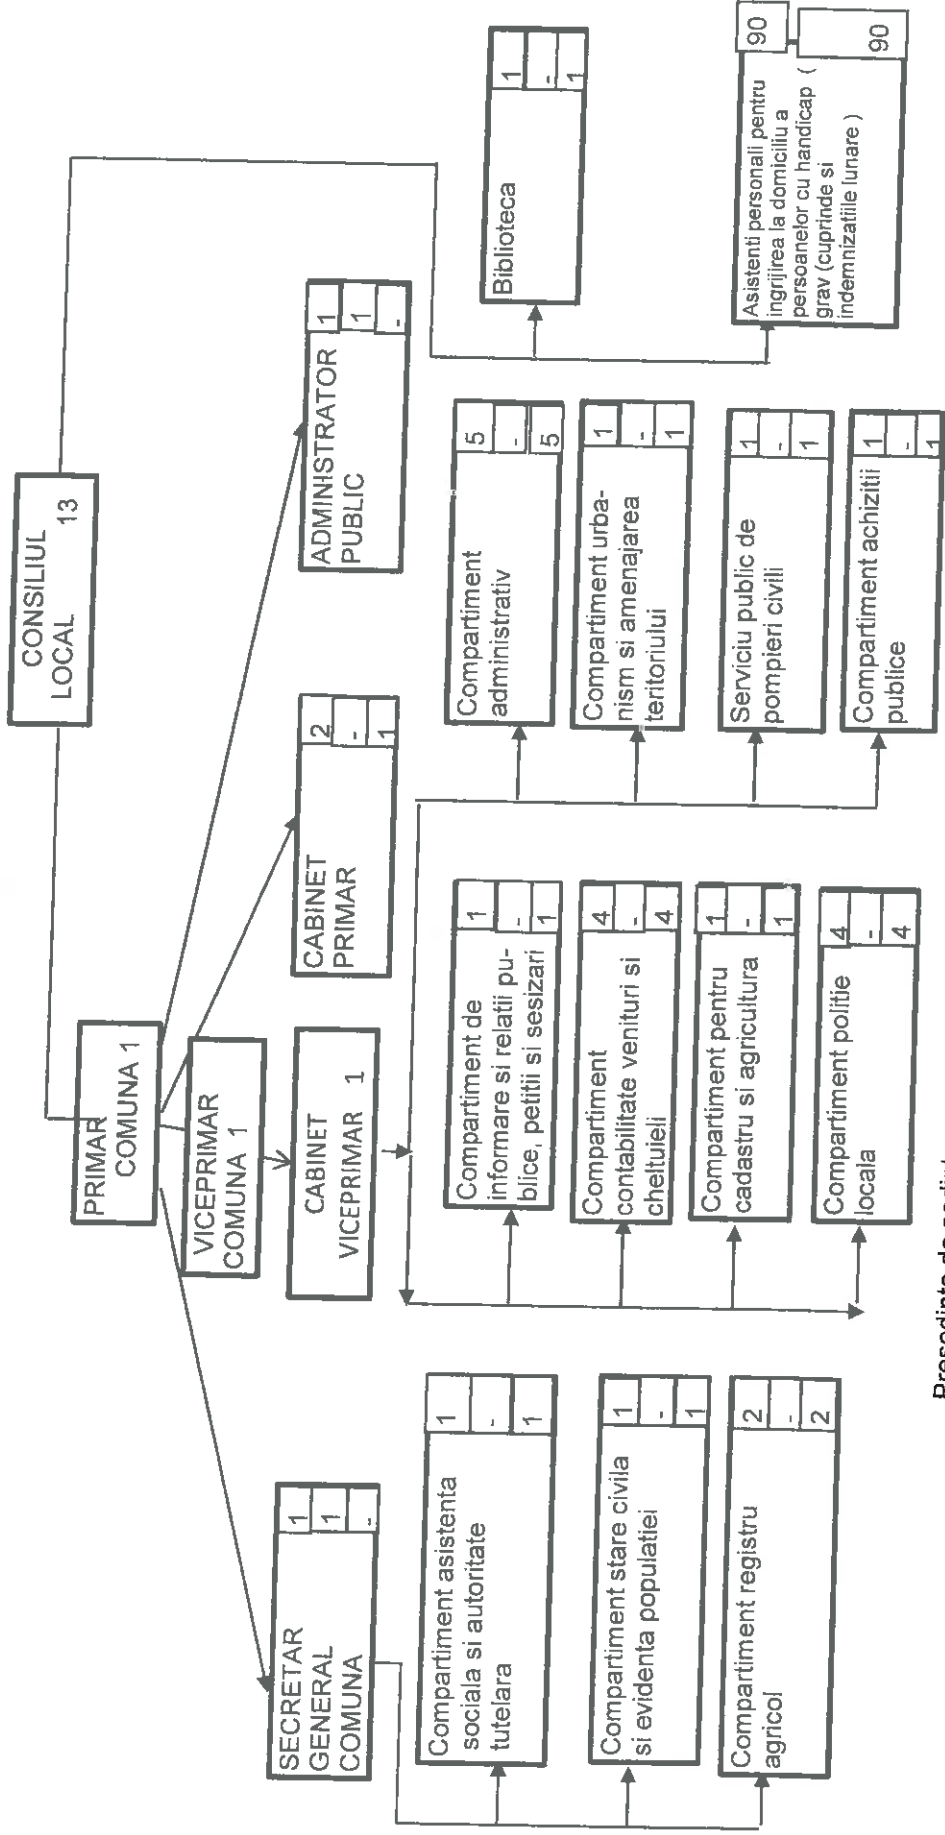 CONSILIUL
LOCAL 13
PRIMAR
COMUNA 1
VICEPRIMAR
COMUNA 1
CABINET
VICEPRIMAR 1
SECRETAR
GENERAL
COMUNA
1
1
-
CABINET
PRIMAR
2
-
1
ADMINISTRATOR
PUBLIC
1
1
-
Compartiment asistenta
sociala si autoritate
tutelara
1
-
1
Compartiment stare civila
si evidenta populatiei
1
-
1
Compartiment registru
agricol
2
-
2
Compartiment de
informare si relatii pu-
blice, petitii si sesizari
1
-
1
Compartiment
contabilitate venituri si
cheltuieli
4
-
4
Compartiment pentru
cadastru si agricultura
1
-
1
Compartiment politie
locala
4
-
4
Compartiment
administrativ
5
-
5
Compartiment urba-
nism si amenajarea
teritoriului
1
-
1
Serviciu public de
pompieri civili
1
-
1
Compartiment achizitii
publice
1
-
1
Biblioteca
1
-
1
Asistenti personali pentru
ingrijirea la domiciliu a
persoanelor cu handicap (
grav (cuprinde si
indemnizatiile lunare )
90
-
90